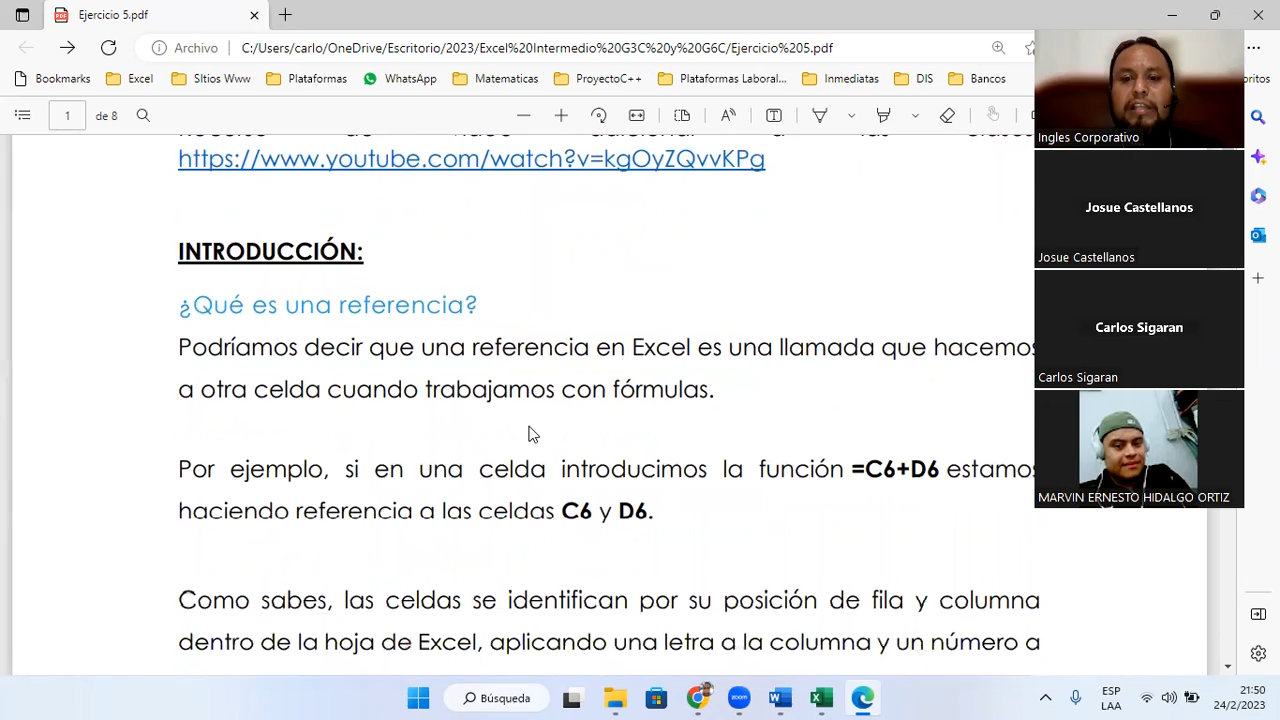 Ejercicio 5.pdf
Archivo
C:/Users/carlo/OneDrive/Escritorio/2023/Excel%20Intermedio%20G3C%20y%20G6C/Ejercicio%205.pdf
Bookmarks Excel SItios Www Plataformas WhatsApp Matematicas ProyectoC++ Plataformas Laboral... Inmediatas DIS Bancos
1 de 8
https://www.youtube.com/watch?v=kgOyZQvvKPg
INTRODUCCIÓN:
¿Qué es una referencia?
Podríamos decir que una referencia en Excel es una llamada que hacemos
a otra celda cuando trabajamos con fórmulas.
Por ejemplo, si en una celda introducimos la función =C6+D6 estamos
haciendo referencia a las celdas C6 y D6.
Como sabes, las celdas se identifican por su posición de fila y columna
dentro de la hoja de Excel, aplicando una letra a la columna y un número a
Ingles Corporativo
Josue Castellanos
Josue Castellanos
Carlos Sigaran
Carlos Sigaran
MARVIN ERNESTO HIDALGO ORTIZ
Búsqueda
ESP
LAA
21:50
24/2/2023